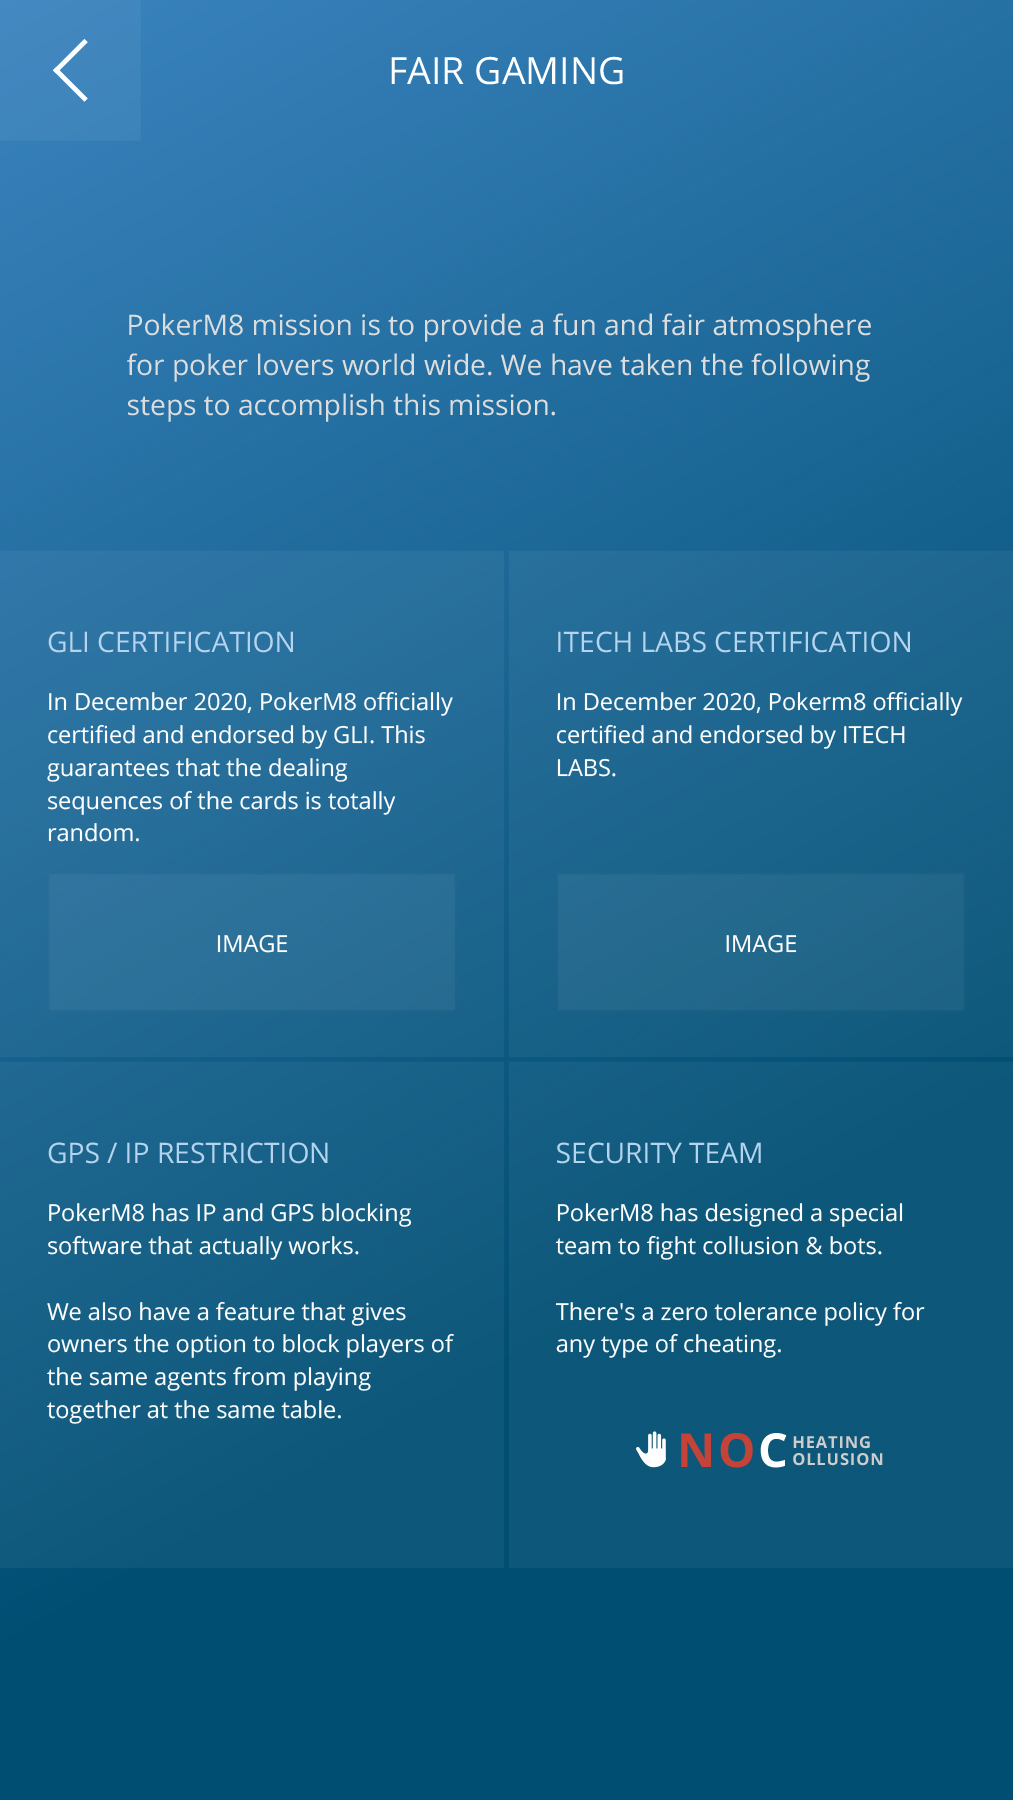 FAIR GAMING
PokerM8 mission is to provide a fun and fair atmosphere
for poker lovers world wide. We have taken the following
steps to accomplish this mission.
GLI CERTIFICATION
In December 2020, PokerM8 officially
certified and endorsed by GLI. This
guarantees that the dealing
sequences of the cards is totally
random.
IMAGE
ITECH LABS CERTIFICATION
In December 2020, Pokerm8 officially
certified and endorsed by ITECH
LABS.
IMAGE
GPS / IP RESTRICTION
PokerM8 has IP and GPS blocking
software that actually works.
We also have a feature that gives
owners the option to block players of
the same agents from playing
together at the same table.
SECURITY TEAM
PokerM8 has designed a special
team to fight collusion & bots.
There's a zero tolerance policy for
any type of cheating.
NOC HEATING
OLLUSION